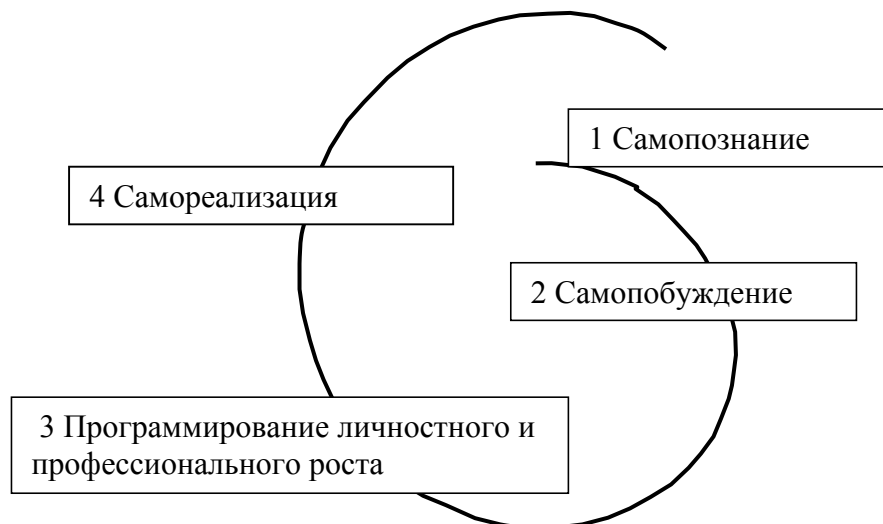 1 Самопознание
4 Самореализация
2 Самопобуждение
3 Программирование личностного и
профессионального роста